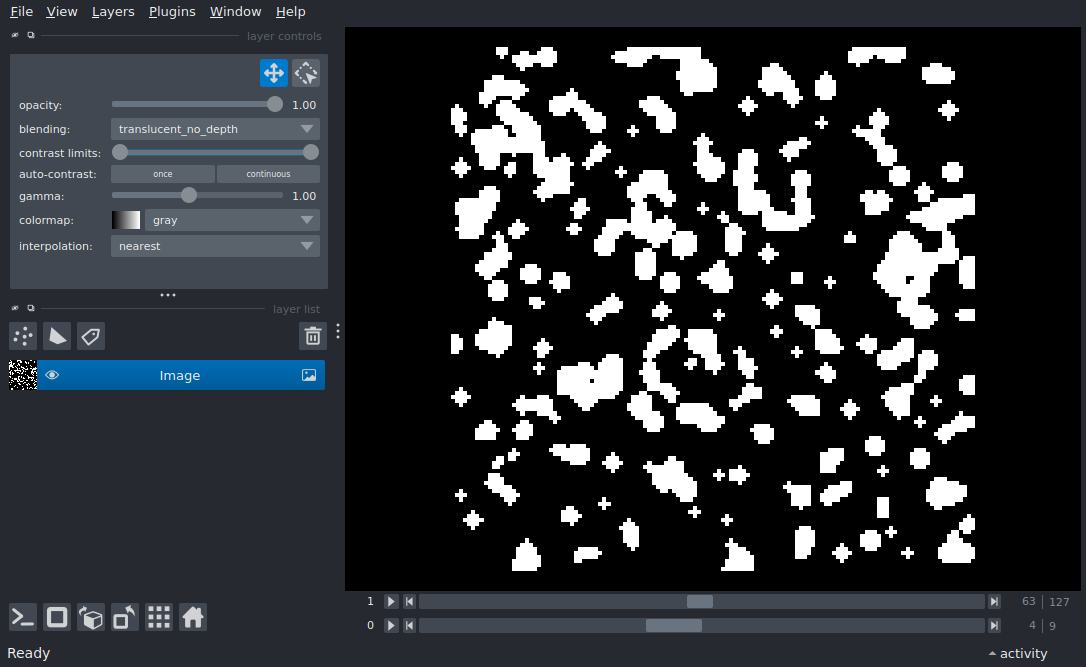 File View Layers Plugins Window Help
layer controls
opacity: 1.00
blending: translucent_no_depth
contrast limits:
auto-contrast: once continuous
gamma: 1.00
colormap: gray
interpolation: nearest
layer list
Image
1 63 127
0 4 9
Ready activity